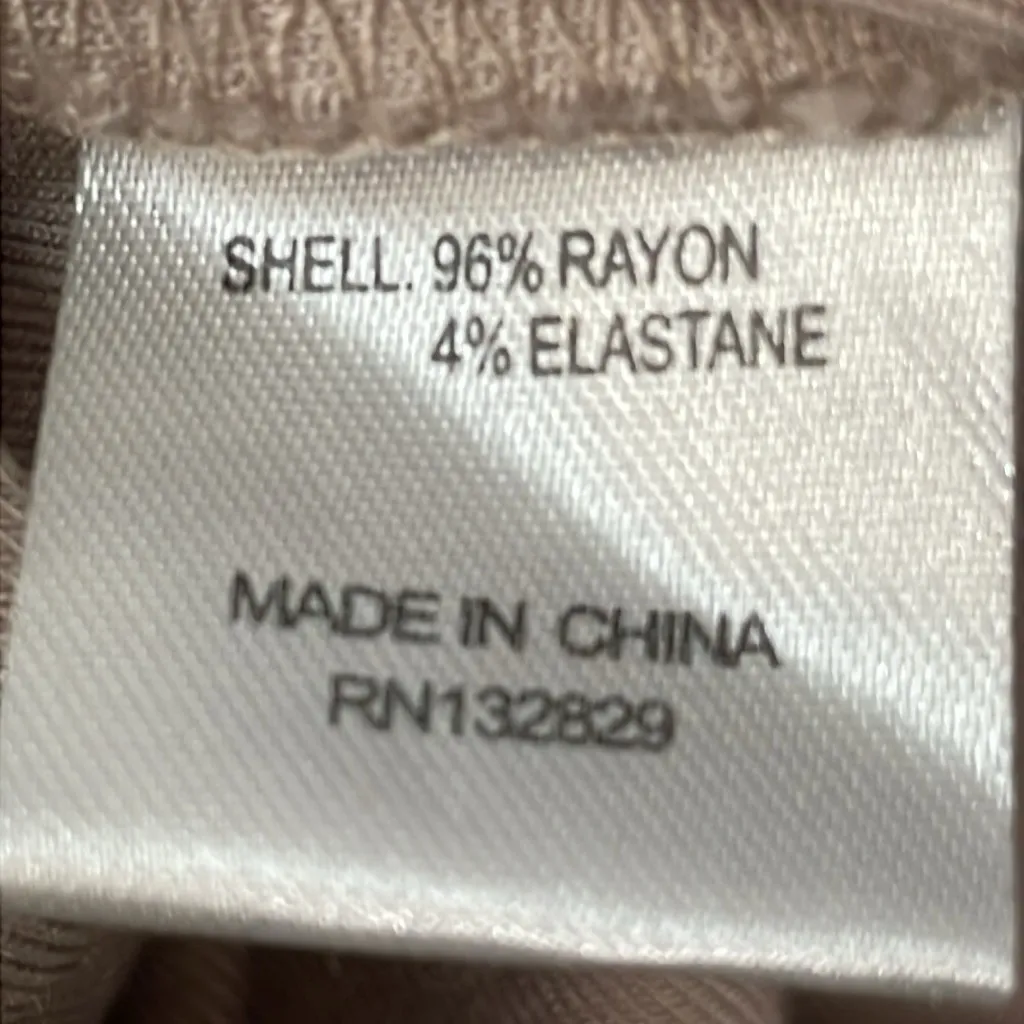 SHELL. 96% RAYON
4% ELASTANE
MADE IN CHINA
RN132829